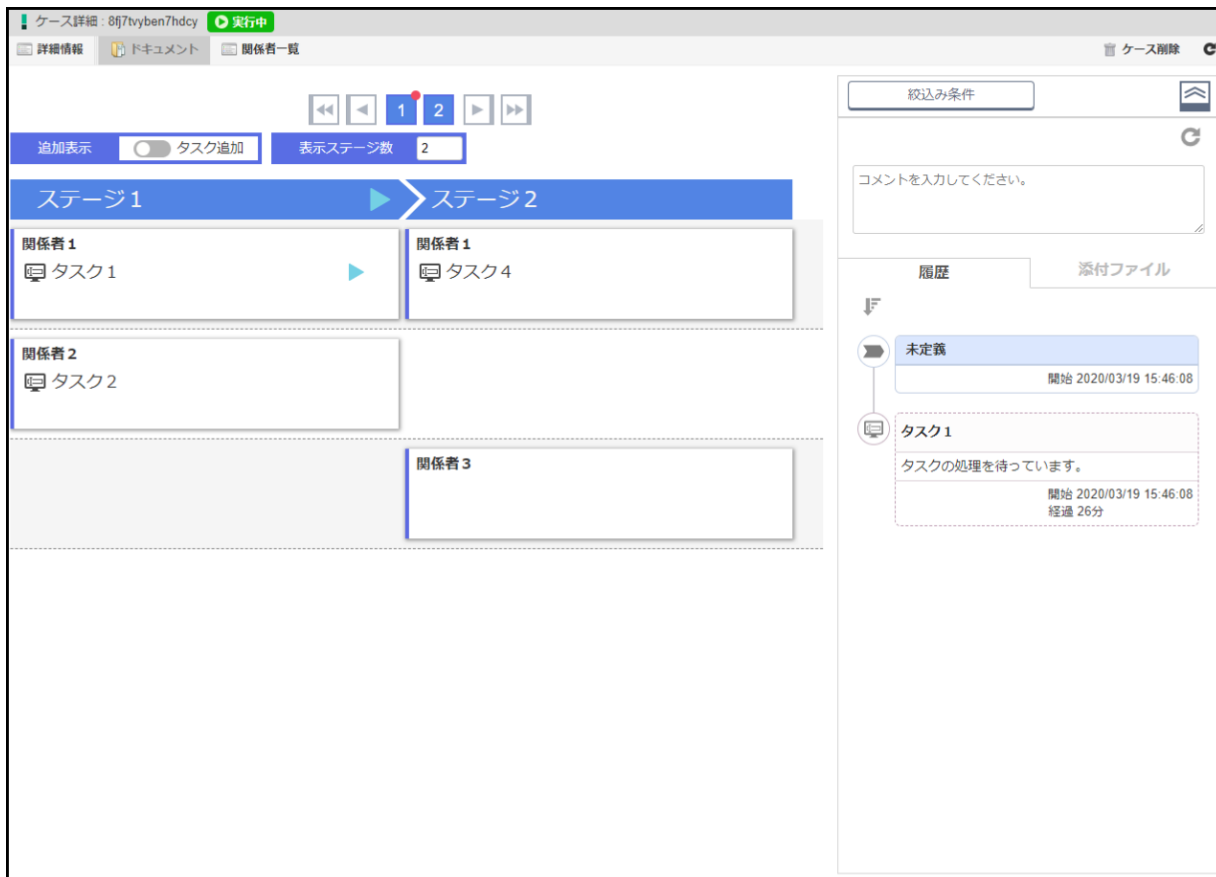 ケース詳細 : 8fj7tvyben7hdcy 実行中
詳細情報 ドキュメント 関係者一覧 ケース削除
1 2
追加表示 タスク追加 表示ステージ数 2
ステージ1 ステージ2
関係者1
タスク1
関係者1
タスク4
関係者2
タスク2
関係者3
絞込み条件
コメントを入力してください。
履歴 添付ファイル
未定義
開始 2020/03/19 15:46:08
タスク1
タスクの処理を待っています。
開始 2020/03/19 15:46:08
経過 26分